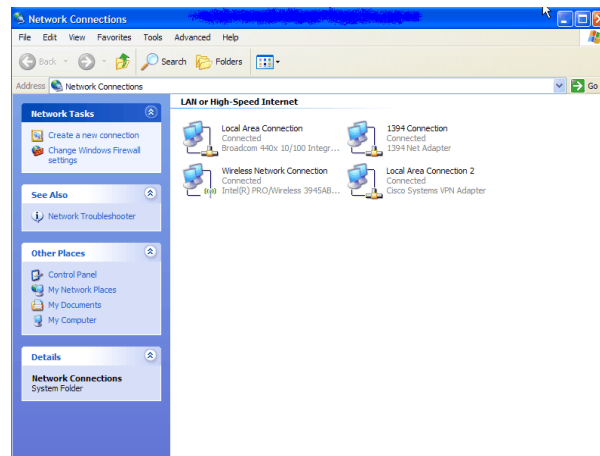 Network Connections
File Edit View Favorites Tools Advanced Help
Back Search Folders
Address Network Connections Go
Network Tasks
Create a new connection
Change Windows Firewall
settings
See Also
Network Troubleshooter
Other Places
Control Panel
My Network Places
My Documents
My Computer
Details
Network Connections
System Folder
LAN or High-Speed Internet
Local Area Connection
Connected
Broadcom 440x 10/100 Integr...
1394 Connection
Connected
1394 Net Adapter
Wireless Network Connection
Connected
Intel(R) PRO/Wireless 3945AB...
Local Area Connection 2
Connected
Cisco Systems VPN Adapter